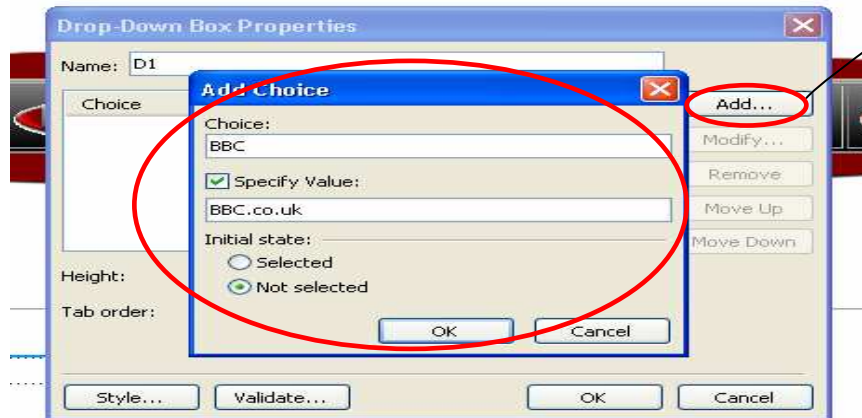 Drop-Down Box Properties
Name: D1
Choice
Add...
Modify...
Remove
Move Up
Move Down
Add Choice
Choice:
BBC
Specify Value:
BBC.co.uk
Initial state:
Selected
Not selected
OK Cancel
Height:
Tab order:
Style... Validate... OK Cancel